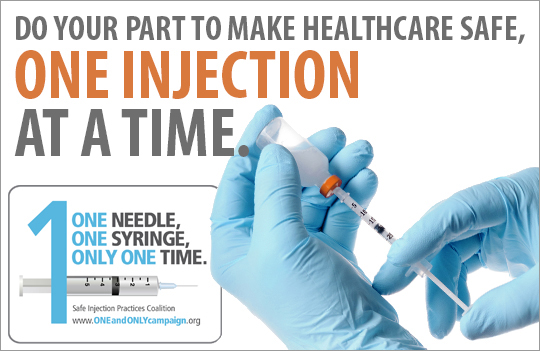 DO YOUR PART TO MAKE HEALTHCARE SAFE,
ONE INJECTION
AT A TIME.
1
ONE NEEDLE,
ONE SYRINGE,
ONLY ONE TIME.
Safe Injection Practices Coalition
www.ONEandONLYcampaign.org